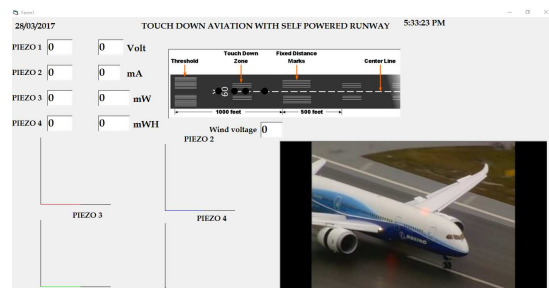 Form1
28/03/2017 TOUCH DOWN AVIATION WITH SELF POWERED RUNWAY 5:33:23 PM
PIEZO 1 0 0 Volt
PIEZO 2 0 0 mA
PIEZO 3 0 0 mW
PIEZO 4 0 0 mWH
Threshold
Touch Down Zone
Fixed Distance Marks
Center Line
09
1000 feet
500 feet
Wind voltage 0
PIEZO 2
PIEZO 3
PIEZO 4
BOEING